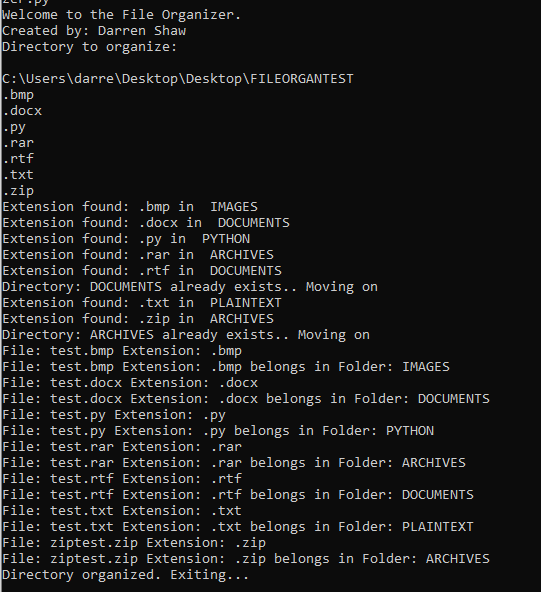 zer.py
Welcome to the File Organizer.
Created by: Darren Shaw
Directory to organize:
C:\Users\darre\Desktop\Desktop\FILEORGANTEST
.bmp
.docx
.py
.rar
.rtf
.txt
.zip
Extension found: .bmp in  IMAGES
Extension found: .docx in  DOCUMENTS
Extension found: .py in  PYTHON
Extension found: .rar in  ARCHIVES
Extension found: .rtf in  DOCUMENTS
Directory: DOCUMENTS already exists.. Moving on
Extension found: .txt in  PLAINTEXT
Extension found: .zip in  ARCHIVES
Directory: ARCHIVES already exists.. Moving on
File: test.bmp Extension: .bmp
File: test.bmp Extension: .bmp belongs in Folder: IMAGES
File: test.docx Extension: .docx
File: test.docx Extension: .docx belongs in Folder: DOCUMENTS
File: test.py Extension: .py
File: test.py Extension: .py belongs in Folder: PYTHON
File: test.rar Extension: .rar
File: test.rar Extension: .rar belongs in Folder: ARCHIVES
File: test.rtf Extension: .rtf
File: test.rtf Extension: .rtf belongs in Folder: DOCUMENTS
File: test.txt Extension: .txt
File: test.txt Extension: .txt belongs in Folder: PLAINTEXT
File: ziptest.zip Extension: .zip
File: ziptest.zip Extension: .zip belongs in Folder: ARCHIVES
Directory organized. Exiting...